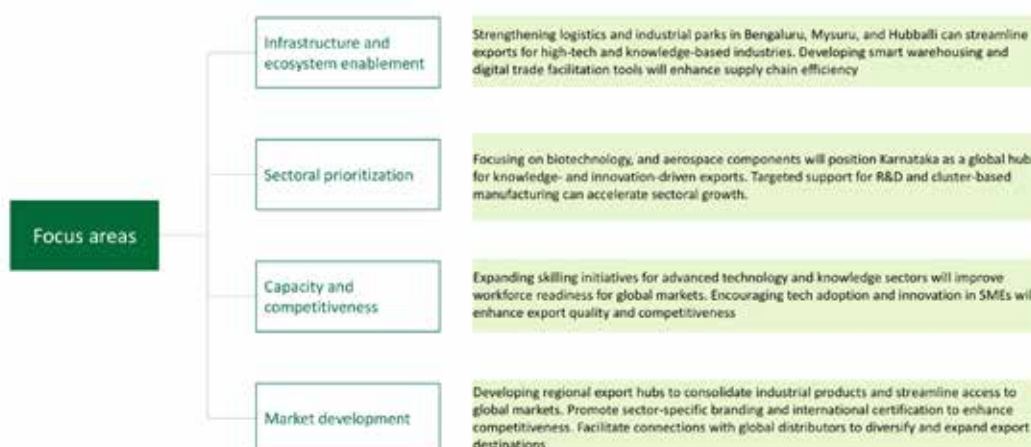 Focus areas
Infrastructure and
ecosystem enablement
Strengthening logistics and industrial parks in Bengaluru, Mysuru, and Hubballi can streamline
exports for high-tech and knowledge-based industries. Developing smart warehousing and
digital trade facilitation tools will enhance supply chain efficiency
Sectoral prioritization
Focusing on biotechnology, and aerospace components will position Karnataka as a global hub
for knowledge- and innovation-driven exports. Targeted support for R&D and cluster-based
manufacturing can accelerate sectoral growth.
Capacity and
competitiveness
Expanding skilling initiatives for advanced technology and knowledge sectors will improve
workforce readiness for global markets. Encouraging tech adoption and innovation in SMEs wil
enhance export quality and competitiveness
Market development
Developing regional export hubs to consolidate industrial products and streamline access to
global markets. Promote sector-specific branding and international certification to enhance
competitiveness. Facilitate connections with global distributors to diversify and expand export
destinations